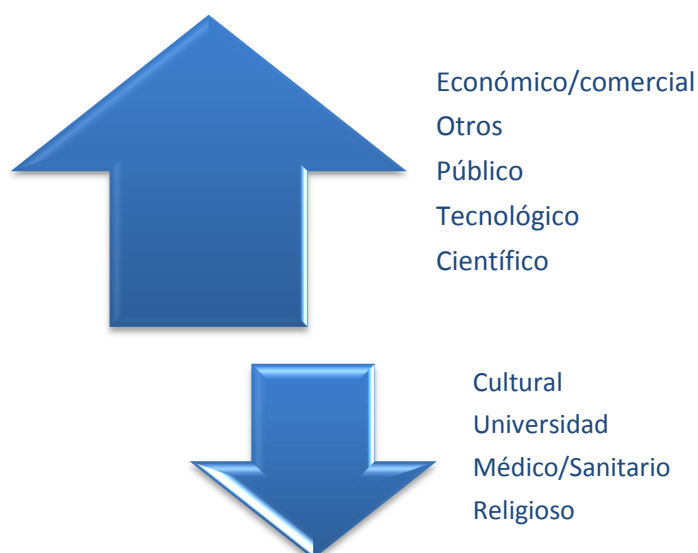 Económico/comercial
Otros
Público
Tecnológico
Científico
Cultural
Universidad
Médico/Sanitario
Religioso